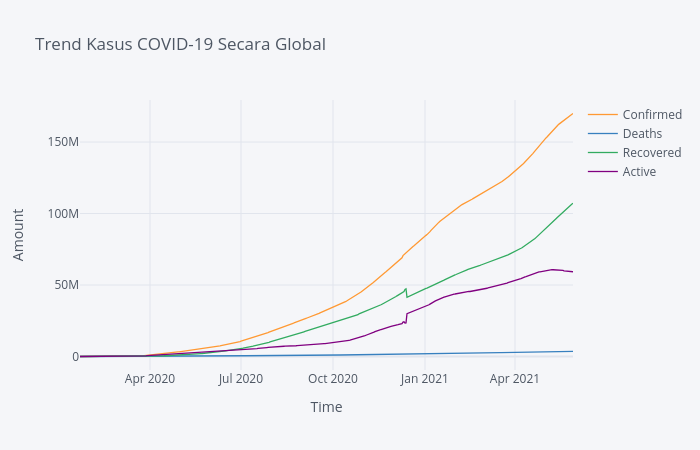 Trend Kasus COVID-19 Secara Global
Confirmed
Deaths
Recovered
Active
150M
100M
50M
0
Amount
Apr 2020
Jul 2020
Oct 2020
Jan 2021
Apr 2021
Time